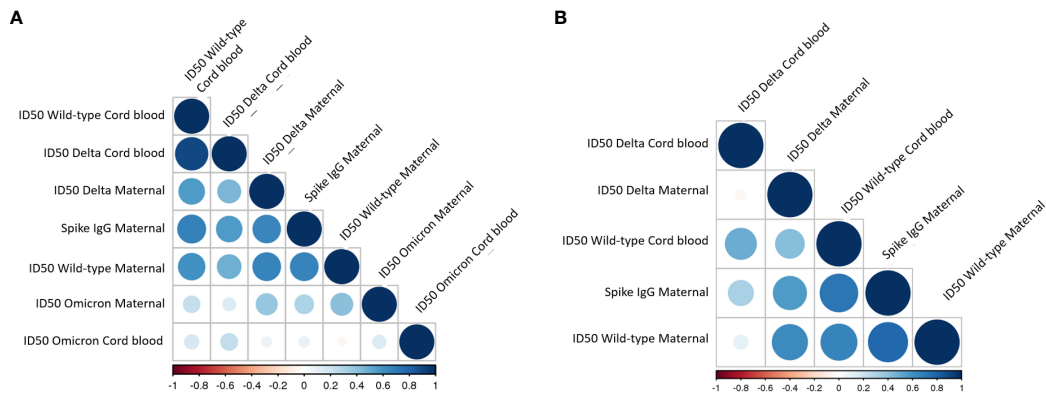 A
ID50 Wild-type
Cord blood
ID50 Delta Cord blood
ID50 Delta Maternal
Spike IgG Maternal
ID50 Wild-type Maternal
ID50 Omicron Maternal
ID50 Omicron Cord blood
ID50 Wild-type Cord blood
ID50 Delta Cord blood
ID50 Delta Maternal
Spike IgG Maternal
ID50 Wild-type Maternal
ID50 Omicron Maternal
ID50 Omicron Cord blood
-1 -0.8 -0.6 -0.4 -0.2 0 0.2 0.4 0.6 0.8 1
B
ID50 Delta Cord blood
ID50 Delta Maternal
ID50 Wild-type Cord blood
Spike IgG Maternal
ID50 Wild-type Maternal
ID50 Delta Cord blood
ID50 Delta Maternal
ID50 Wild-type Cord blood
Spike IgG Maternal
ID50 Wild-type Maternal
-1 -0.8 -0.6 -0.4 -0.2 0 0.2 0.4 0.6 0.8 1